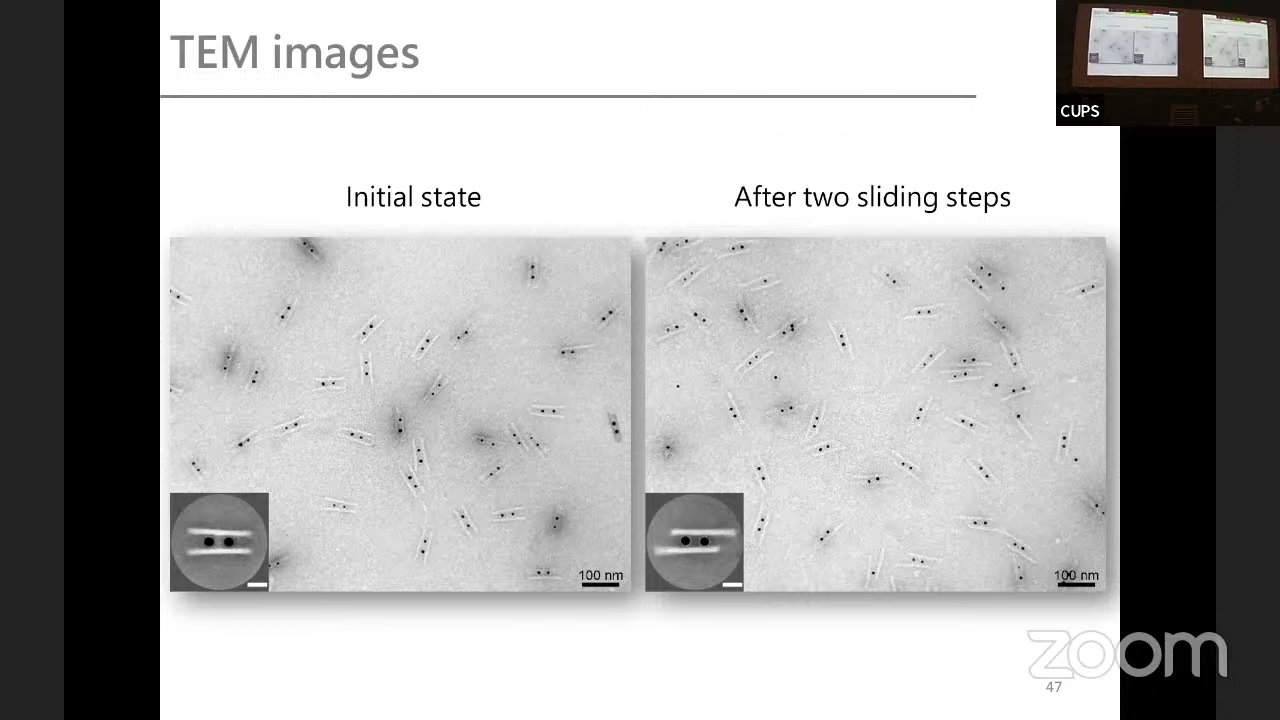 TEM images
CUPS
Initial state
After two sliding steps
100 nm
100 nm
zoom
47